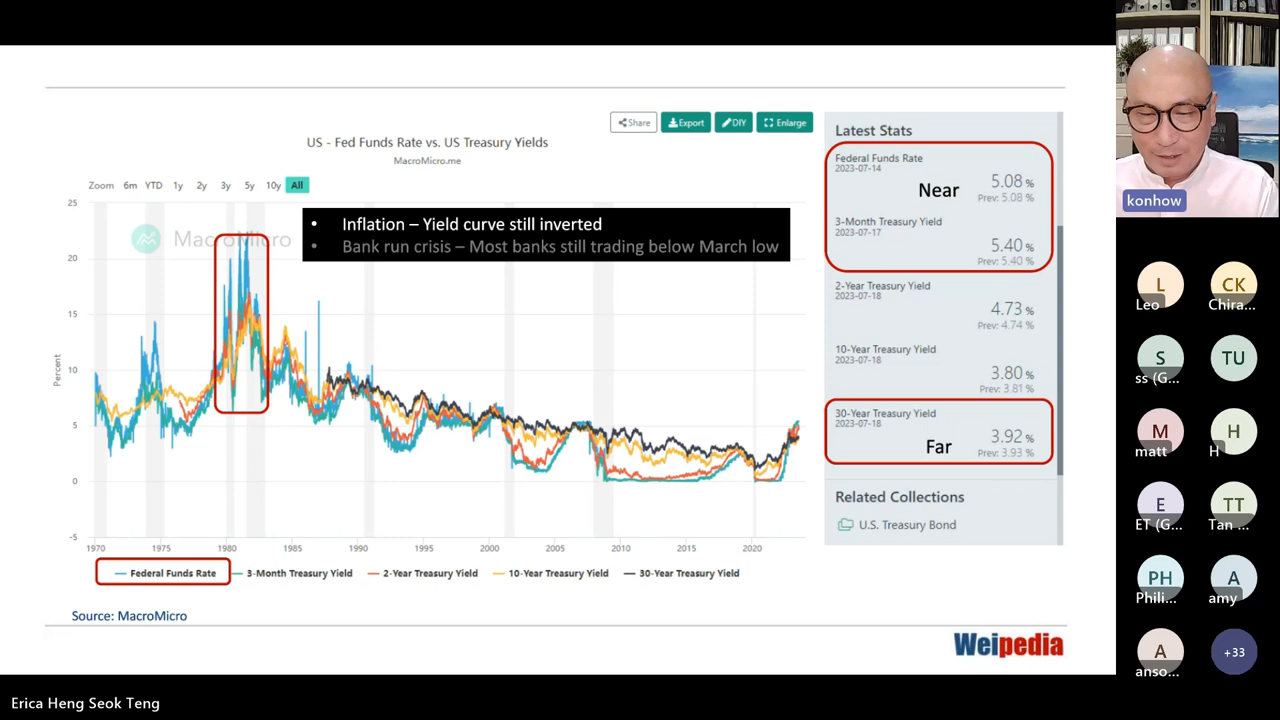 Share
Export
DIY
Enlarge
US - Fed Funds Rate vs. US Treasury Yields
MacroMicro.me
Zoom 6m YTD 1y 2y 3y 5y 10y All
MacroMicro
• Inflation – Yield curve still inverted
• Bank run crisis – Most banks still trading below March low
Percent
25
20
15
10
5
0
-5
1970 1975 1980 1985 1990 1995 2000 2005 2010 2015 2020
Federal Funds Rate 3-Month Treasury Yield 2-Year Treasury Yield 10-Year Treasury Yield 30-Year Treasury Yield
Source: MacroMicro
Latest Stats
Federal Funds Rate
2023-07-14
Near
5.08 %
Prev: 5.08 %
3-Month Treasury Yield
2023-07-17
5.40 %
Prev: 5.40 %
2-Year Treasury Yield
2023-07-18
4.73 %
Prev: 4.74 %
10-Year Treasury Yield
2023-07-18
3.80 %
Prev: 3.81 %
30-Year Treasury Yield
2023-07-18
Far
3.92 %
Prev: 3.93 %
Related Collections
U.S. Treasury Bond
Weipedia
konhow
L CK
Leo Chira...
S TU
ss (G...
M H
matt H
E TT
ET (G... Tan ...
PH A
Phili... amy
A +33
anso...
Erica Heng Seok Teng